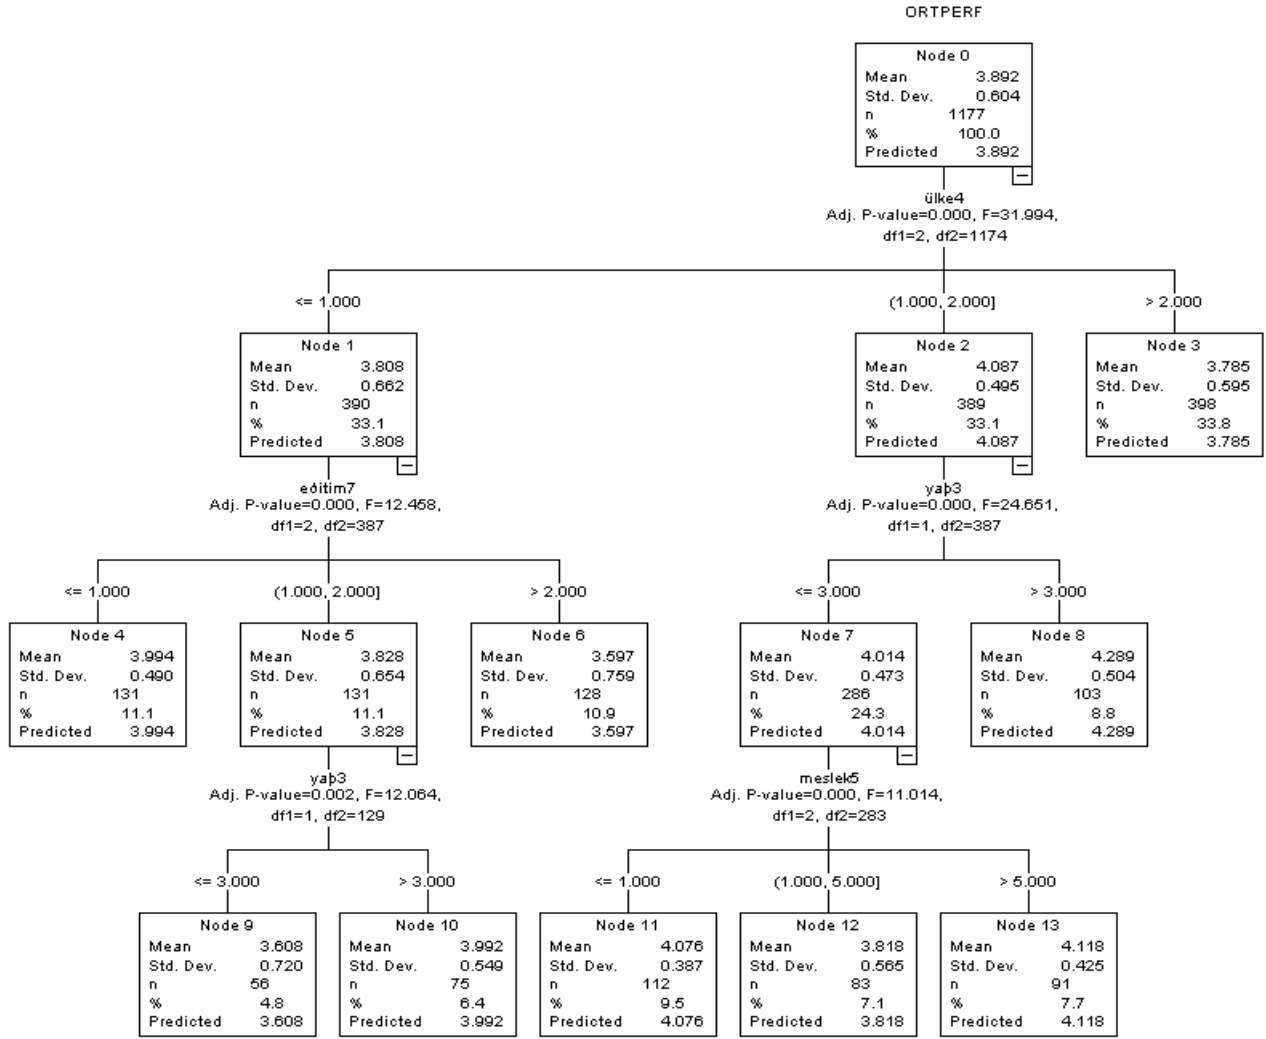 ORTPERF
Node 0
Mean 3.892
Std. Dev. 0.604
n 1177
% 100.0
Predicted 3.892
ülke4
Adj. P-value=0.000, F=31.994,
df1=2, df2=1174
<= 1.000
(1.000, 2.000]
> 2.000
Node 1
Mean 3.808
Std. Dev. 0.662
n 390
% 33.1
Predicted 3.808
Node 2
Mean 4.087
Std. Dev. 0.495
n 389
% 33.1
Predicted 4.087
Node 3
Mean 3.785
Std. Dev. 0.595
n 398
% 33.8
Predicted 3.785
eðitim7
Adj. P-value=0.000, F=12.458,
df1=2, df2=387
yaþ3
Adj. P-value=0.000, F=24.651,
df1=1, df2=387
<= 1.000
(1.000, 2.000]
> 2.000
<= 3.000
> 3.000
Node 4
Mean 3.994
Std. Dev. 0.490
n 131
% 11.1
Predicted 3.994
Node 5
Mean 3.828
Std. Dev. 0.654
n 131
% 11.1
Predicted 3.828
Node 6
Mean 3.597
Std. Dev. 0.759
n 128
% 10.9
Predicted 3.597
Node 7
Mean 4.014
Std. Dev. 0.473
n 286
% 24.3
Predicted 4.014
Node 8
Mean 4.289
Std. Dev. 0.504
n 103
% 8.8
Predicted 4.289
yaþ3
Adj. P-value=0.002, F=12.064,
df1=1, df2=129
meslek5
Adj. P-value=0.000, F=11.014,
df1=2, df2=283
<= 3.000
> 3.000
<= 1.000
(1.000, 5.000]
> 5.000
Node 9
Mean 3.608
Std. Dev. 0.720
n 56
% 4.8
Predicted 3.608
Node 10
Mean 3.992
Std. Dev. 0.549
n 75
% 6.4
Predicted 3.992
Node 11
Mean 4.076
Std. Dev. 0.387
n 112
% 9.5
Predicted 4.076
Node 12
Mean 3.818
Std. Dev. 0.565
n 83
% 7.1
Predicted 3.818
Node 13
Mean 4.118
Std. Dev. 0.425
n 91
% 7.7
Predicted 4.118